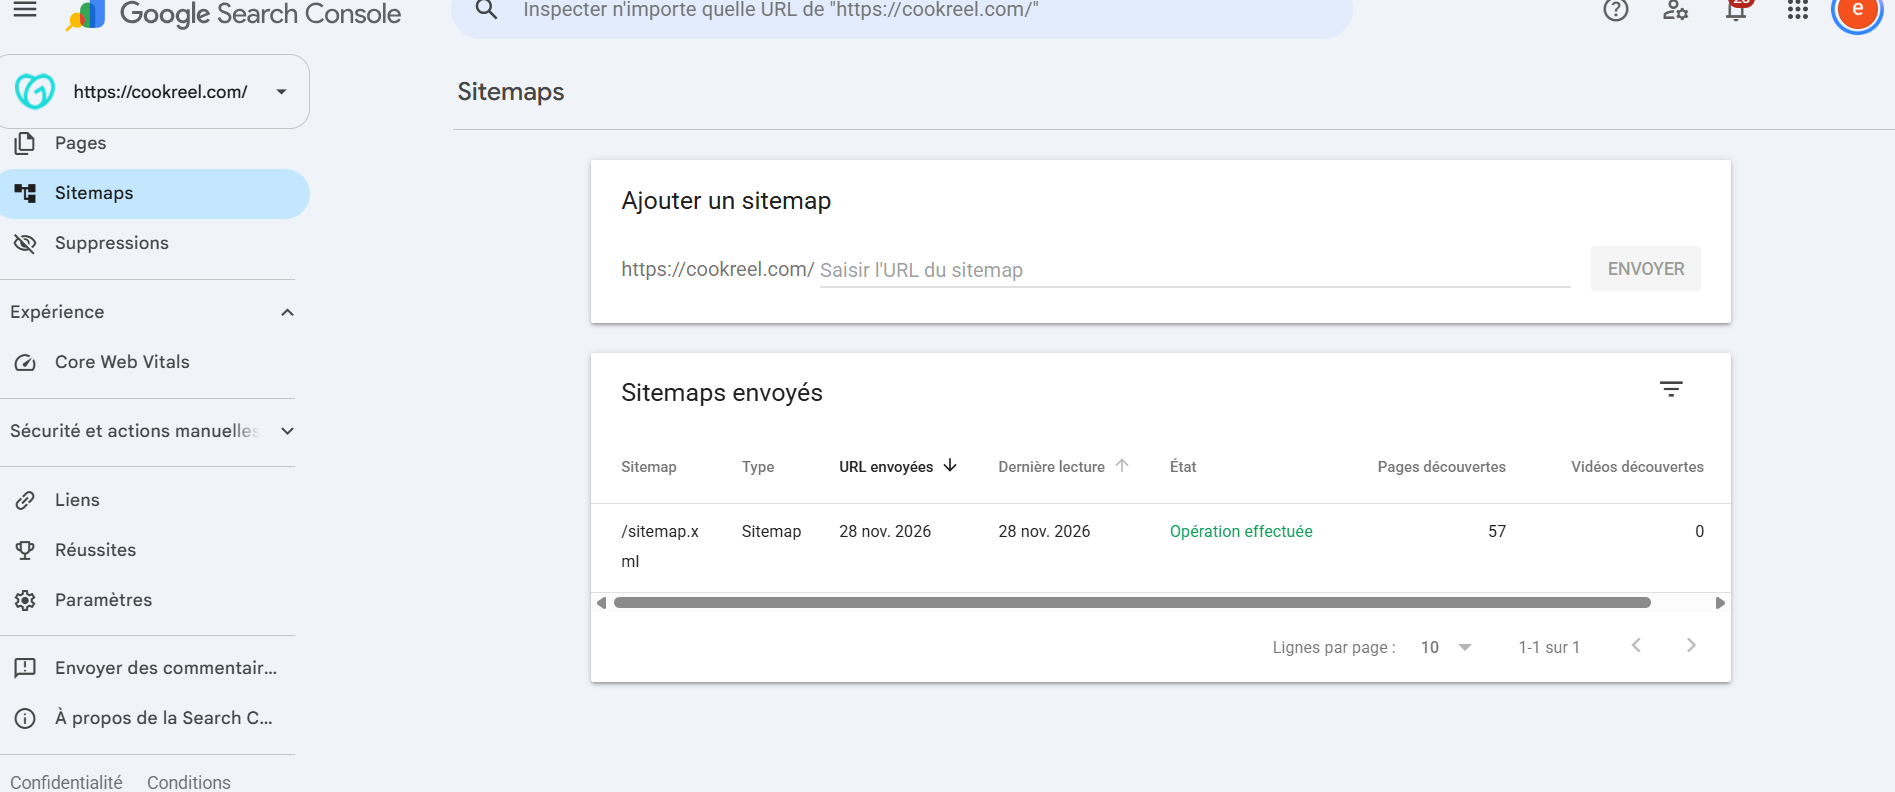 Google Search Console
Inspecter n'importe quelle URL de "https://cookreel.com/"
e
https://cookreel.com/
Pages
Sitemaps
Suppressions
Expérience
Core Web Vitals
Sécurité et actions manuelles
Liens
Réussites
Paramètres
Envoyer des commentair...
À propos de la Search C...
Confidentialité Conditions
Sitemaps
Ajouter un sitemap
https://cookreel.com/ Saisir l'URL du sitemap
ENVOYER
Sitemaps envoyés
Sitemap Type URL envoyées Dernière lecture État Pages découvertes Vidéos découvertes
/sitemap.x Sitemap 28 nov. 2026 28 nov. 2026 Opération effectuée 57 0
ml
Lignes par page : 10 1-1 sur 1